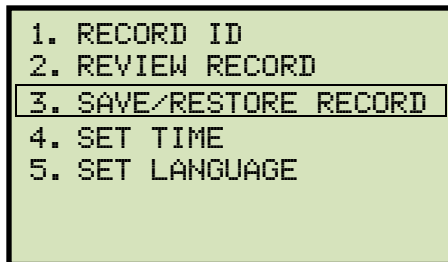 1. RECORD ID
2. REVIEW RECORD
3. SAVE/RESTORE RECORD
4. SET TIME
5. SET LANGUAGE